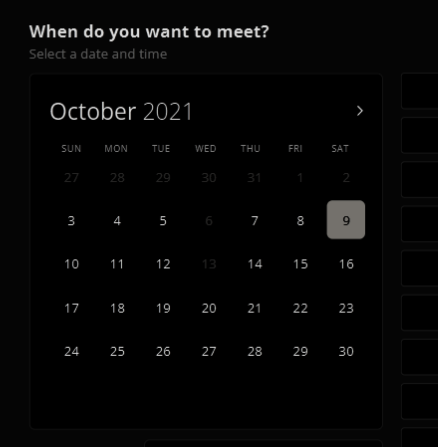 When do you want to meet?
Select a date and time
October 2021 >
SUN MON TUE WED THU FRI SAT
27 28 29 30 31 1 2
3 4 5 6 7 8 9
10 11 12 13 14 15 16
17 18 19 20 21 22 23
24 25 26 27 28 29 30